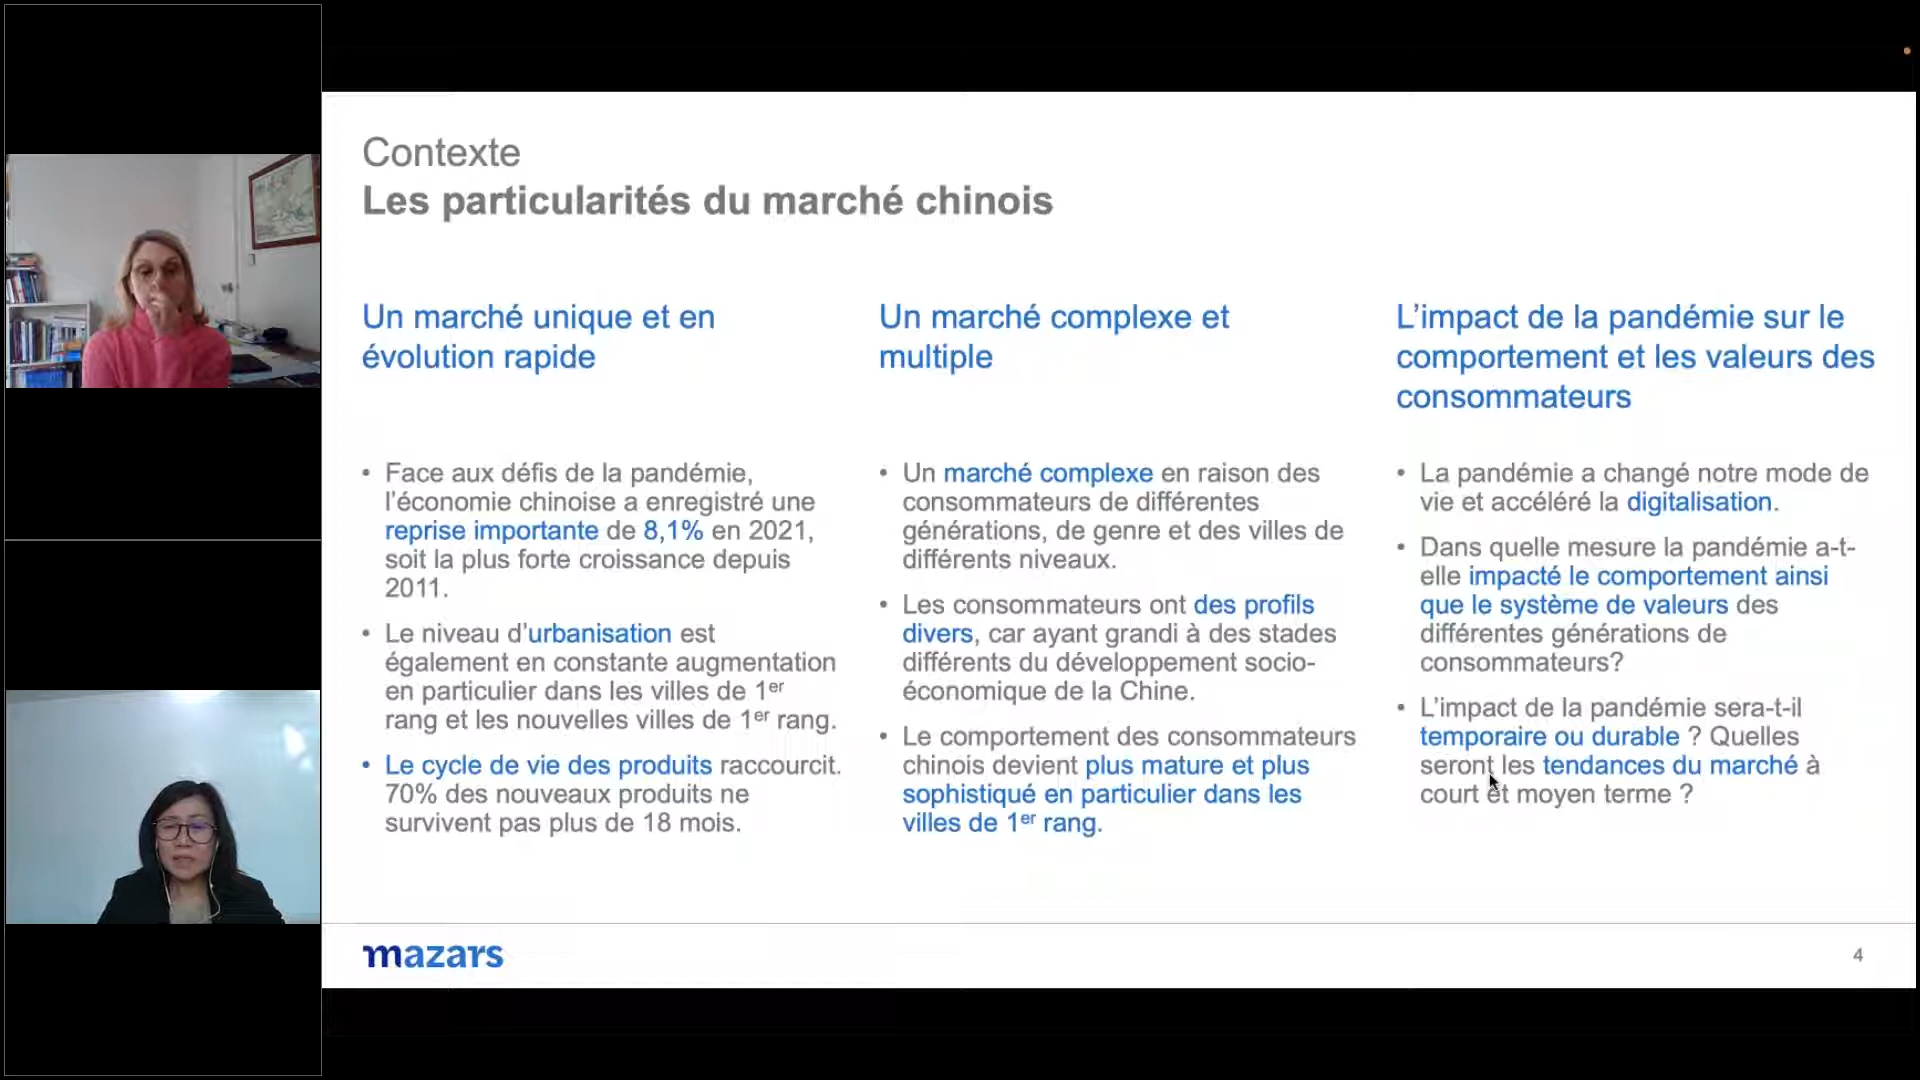 Contexte
Les particularités du marché chinois
Un marché unique et en
évolution rapide
• Face aux défis de la pandémie,
l’économie chinoise a enregistré une
reprise importante de 8,1% en 2021,
soit la plus forte croissance depuis
2011.
• Le niveau d’urbanisation est
également en constante augmentation
en particulier dans les villes de 1er
rang et les nouvelles villes de 1er rang.
• Le cycle de vie des produits raccourcit.
70% des nouveaux produits ne
survivent pas plus de 18 mois.
Un marché complexe et
multiple
• Un marché complexe en raison des
consommateurs de différentes
générations, de genre et des villes de
différents niveaux.
• Les consommateurs ont des profils
divers, car ayant grandi à des stades
différents du développement socio-
économique de la Chine.
• Le comportement des consommateurs
chinois devient plus mature et plus
sophistiqué en particulier dans les
villes de 1er rang.
L’impact de la pandémie sur le
comportement et les valeurs des
consommateurs
• La pandémie a changé notre mode de
vie et accéléré la digitalisation.
• Dans quelle mesure la pandémie a-t-
elle impacté le comportement ainsi
que le système de valeurs des
différentes générations de
consommateurs?
• L’impact de la pandémie sera-t-il
temporaire ou durable ? Quelles
seront les tendances du marché à
court et moyen terme ?
mazars
4